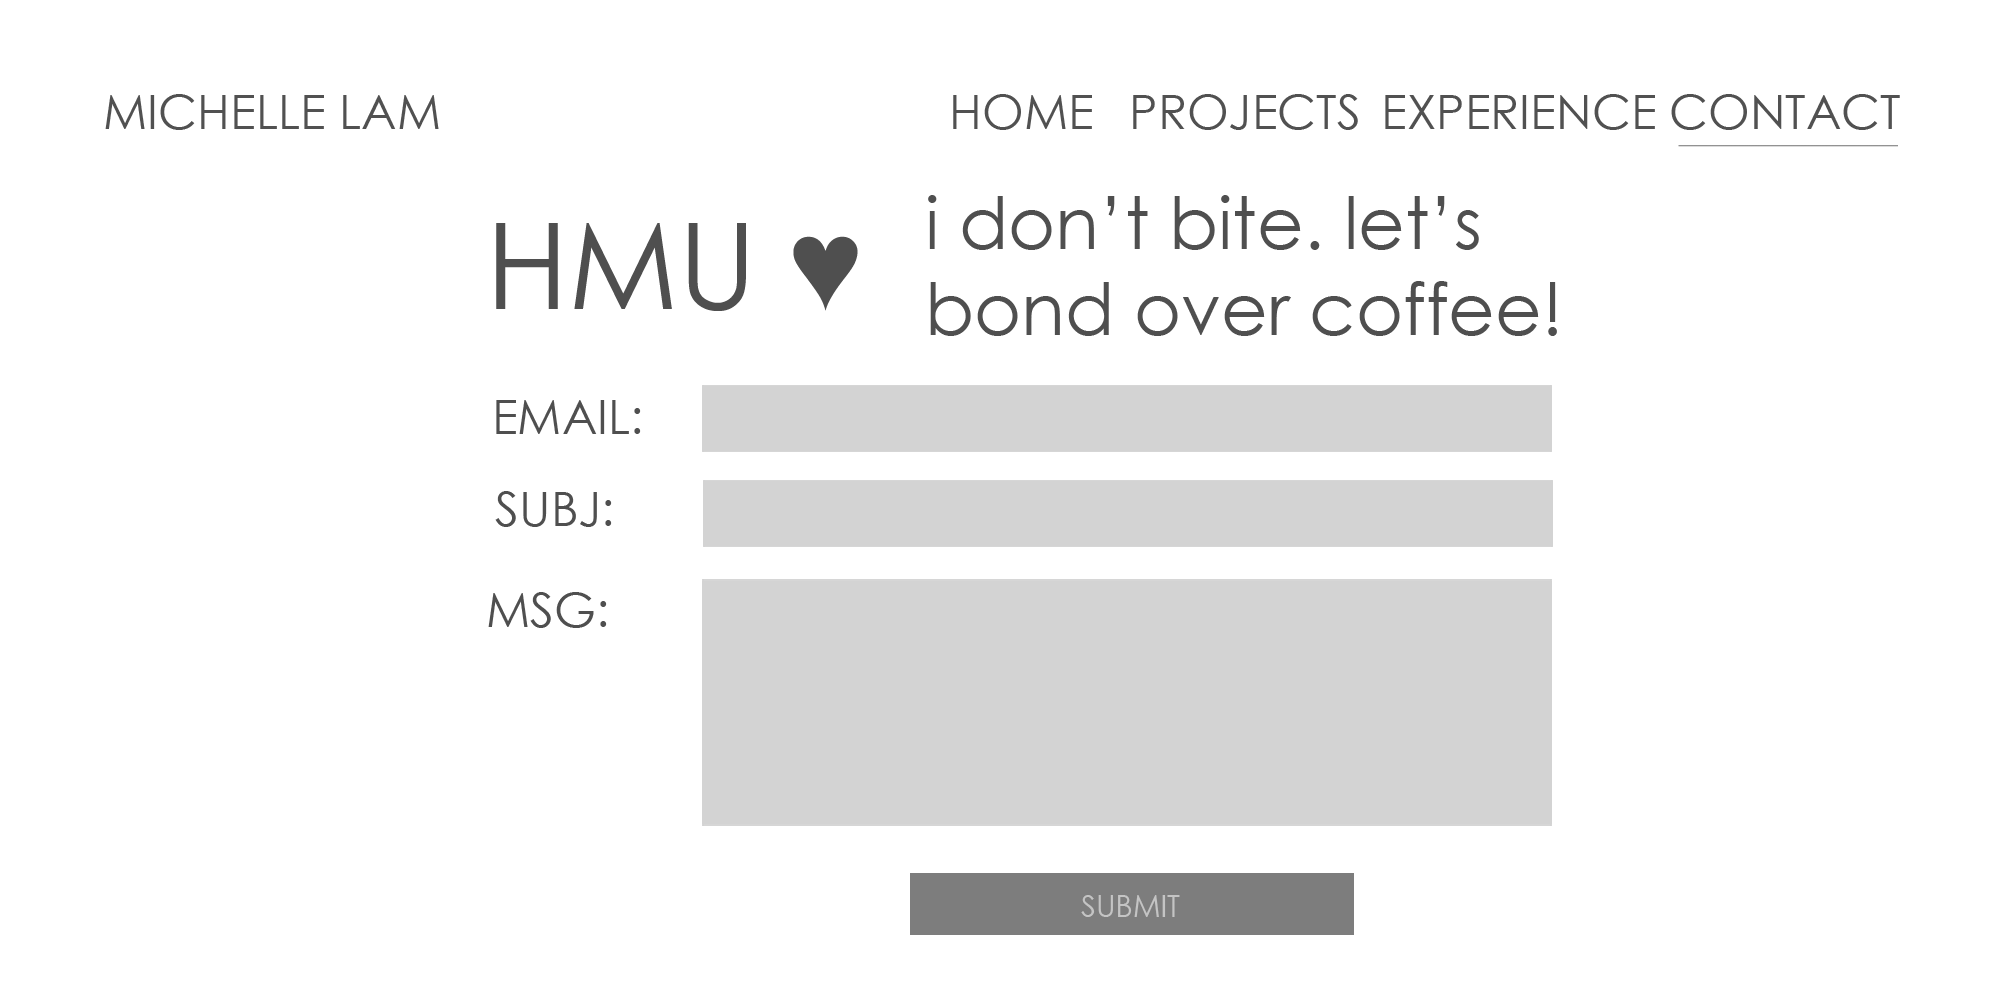 MICHELLE LAM
HOME PROJECTS EXPERIENCE CONTACT
HMU ♥
i don’t bite. let’s
bond over coffee!
EMAIL:
SUBJ:
MSG:
SUBMIT